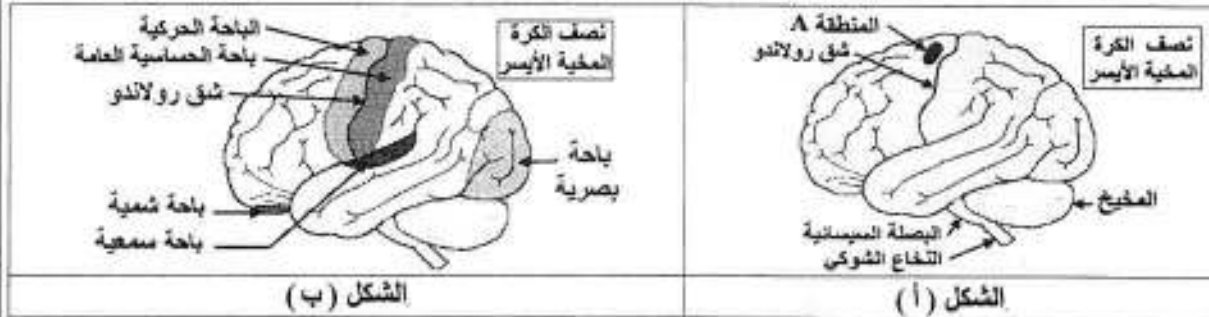 المنطقة A
شق رولاندو
نصف الكرة
المخية الأيسر
المخيخ
البصلة السيسائية
النخاع الشوكي
الشكل (أ)
الباحة الحركية
باحة الحساسية العامة
شق رولاندو
نصف الكرة
المخية الأيسر
باحة
بصرية
باحة شمية
باحة سمعية
الشكل (ب)